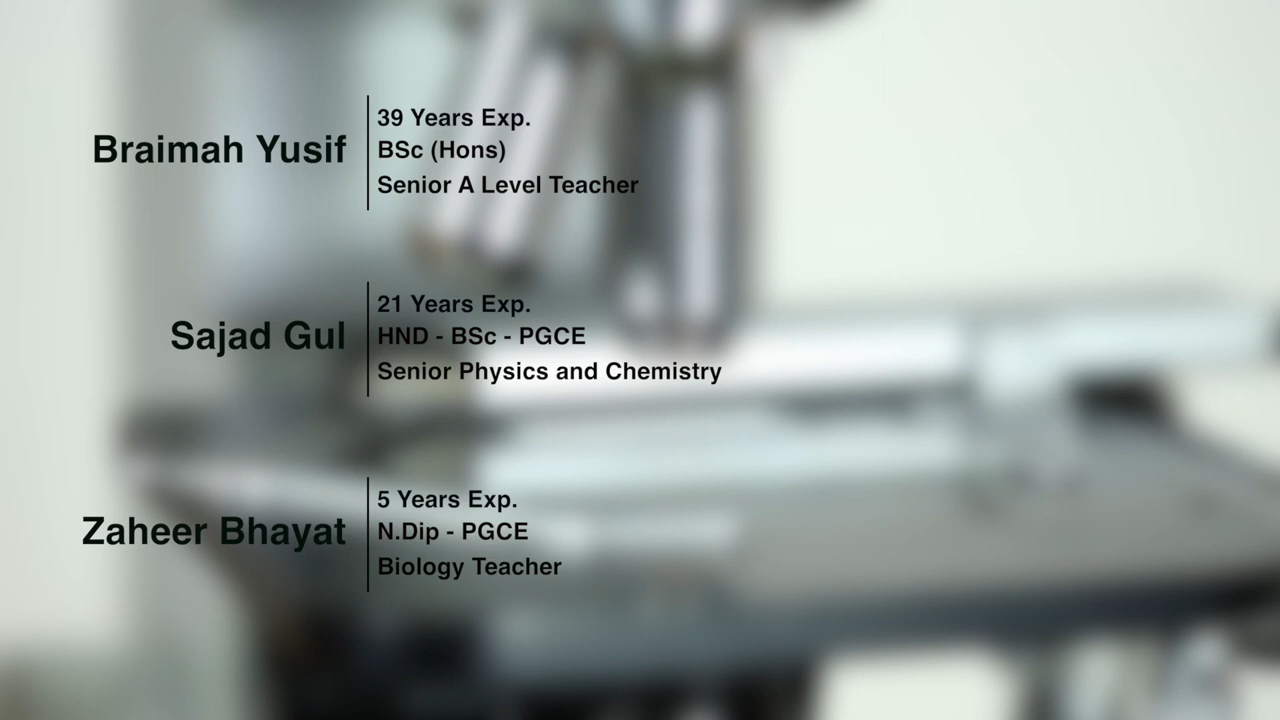 Braimah Yusif
39 Years Exp.
BSc (Hons)
Senior A Level Teacher
Sajad Gul
21 Years Exp.
HND - BSc - PGCE
Senior Physics and Chemistry
Zaheer Bhayat
5 Years Exp.
N.Dip - PGCE
Biology Teacher